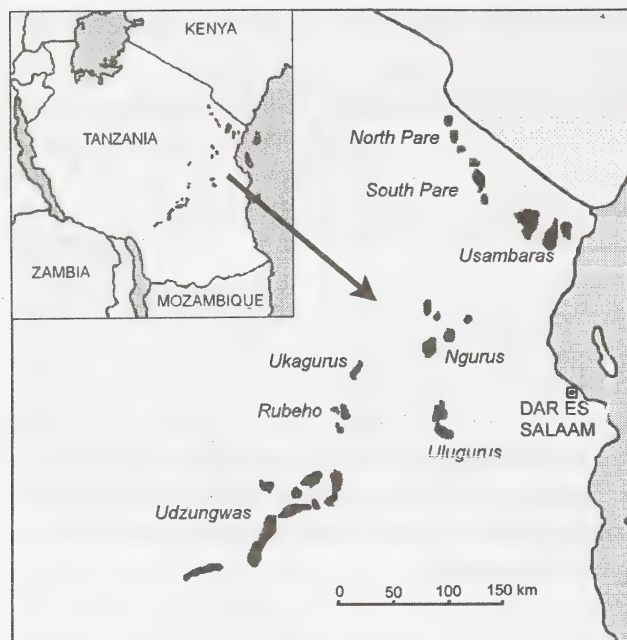 KENYA
TANZANIA
ZAMBIA
MOZAMBIQUE
North Pare
South Pare
Usambaras
Ngurus
Ukagurus
Rubeho
DAR ES
SALAAM
Ulugurus
Udzungwas
0 50 100 150 km